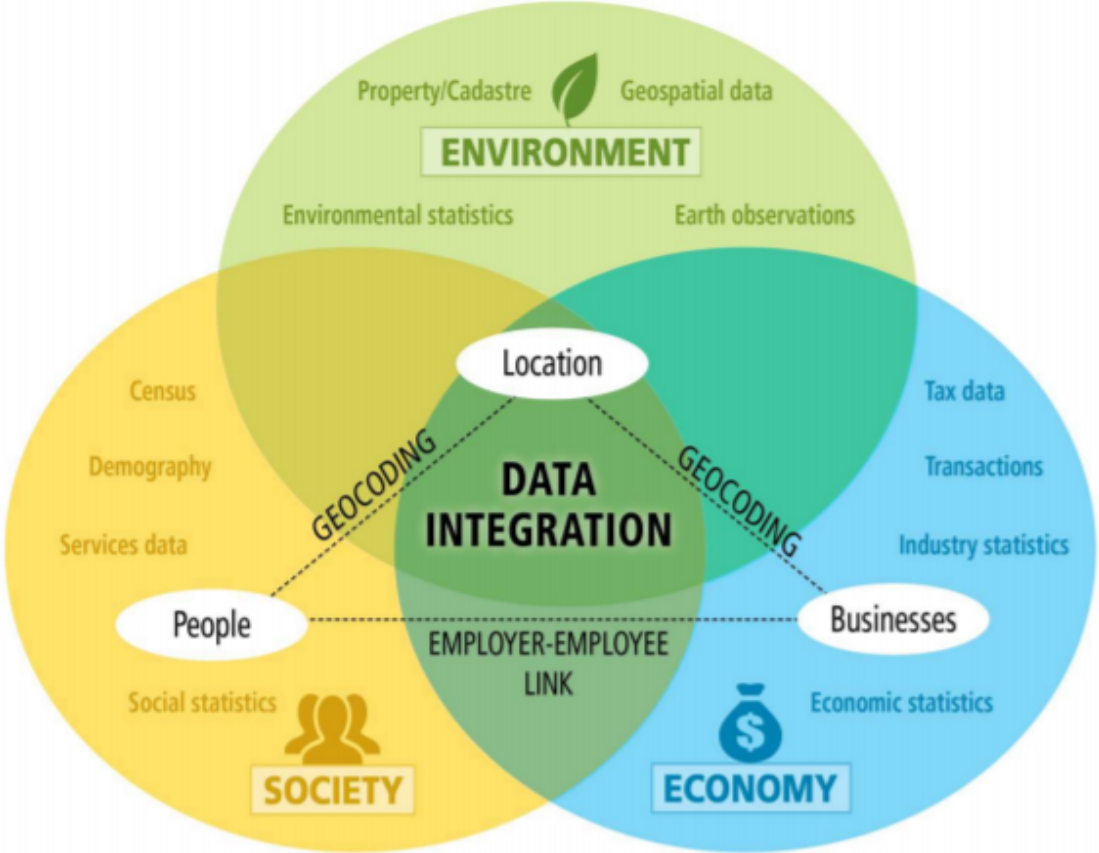 Property/Cadastre
Geospatial data
ENVIRONMENT
Environmental statistics
Earth observations
Location
Census
Tax data
Demography
GEOCODING
GEOCODING
Transactions
DATA
INTEGRATION
Services data
Industry statistics
People
Businesses
EMPLOYER-EMPLOYEE
LINK
Social statistics
$
Economic statistics
SOCIETY
ECONOMY